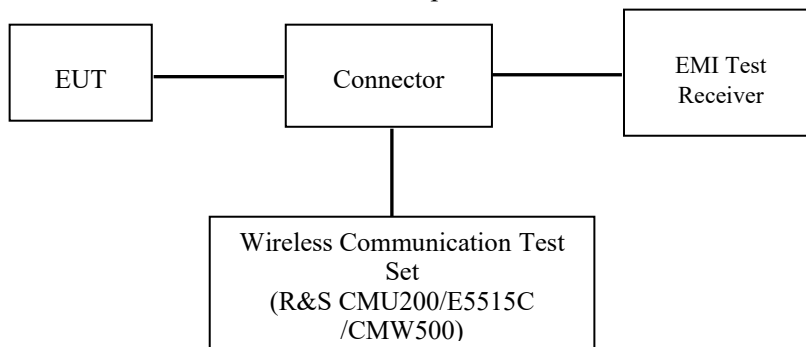 EUT
Connector
EMI Test
Receiver
Wireless Communication Test
Set
(R&S CMU200/E5515C
/CMW500)